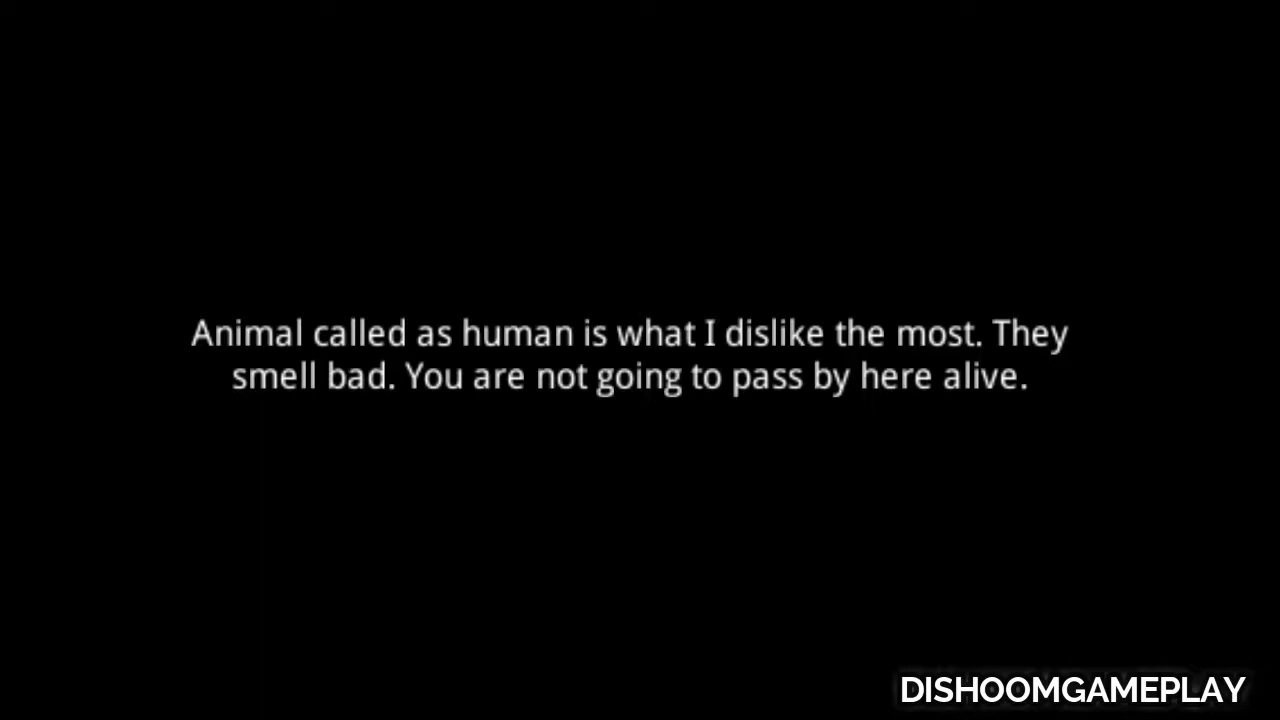 Animal called as human is what I dislike the most. They
smell bad. You are not going to pass by here alive.
DISHOOMGAMEPLAY